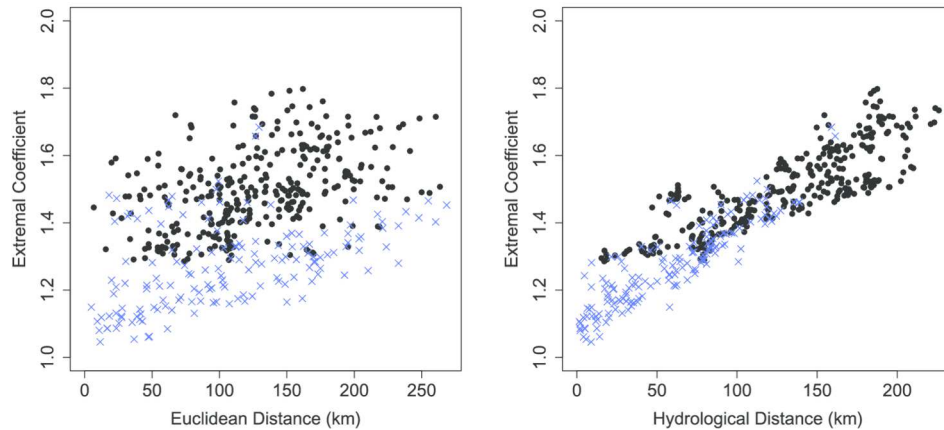 2.0
1.8
1.6
1.4
1.2
1.0
Extremal Coefficient
0 50 100 150 200 250
Euclidean Distance (km)
2.0
1.8
1.6
1.4
1.2
1.0
Extremal Coefficient
0 50 100 150 200
Hydrological Distance (km)